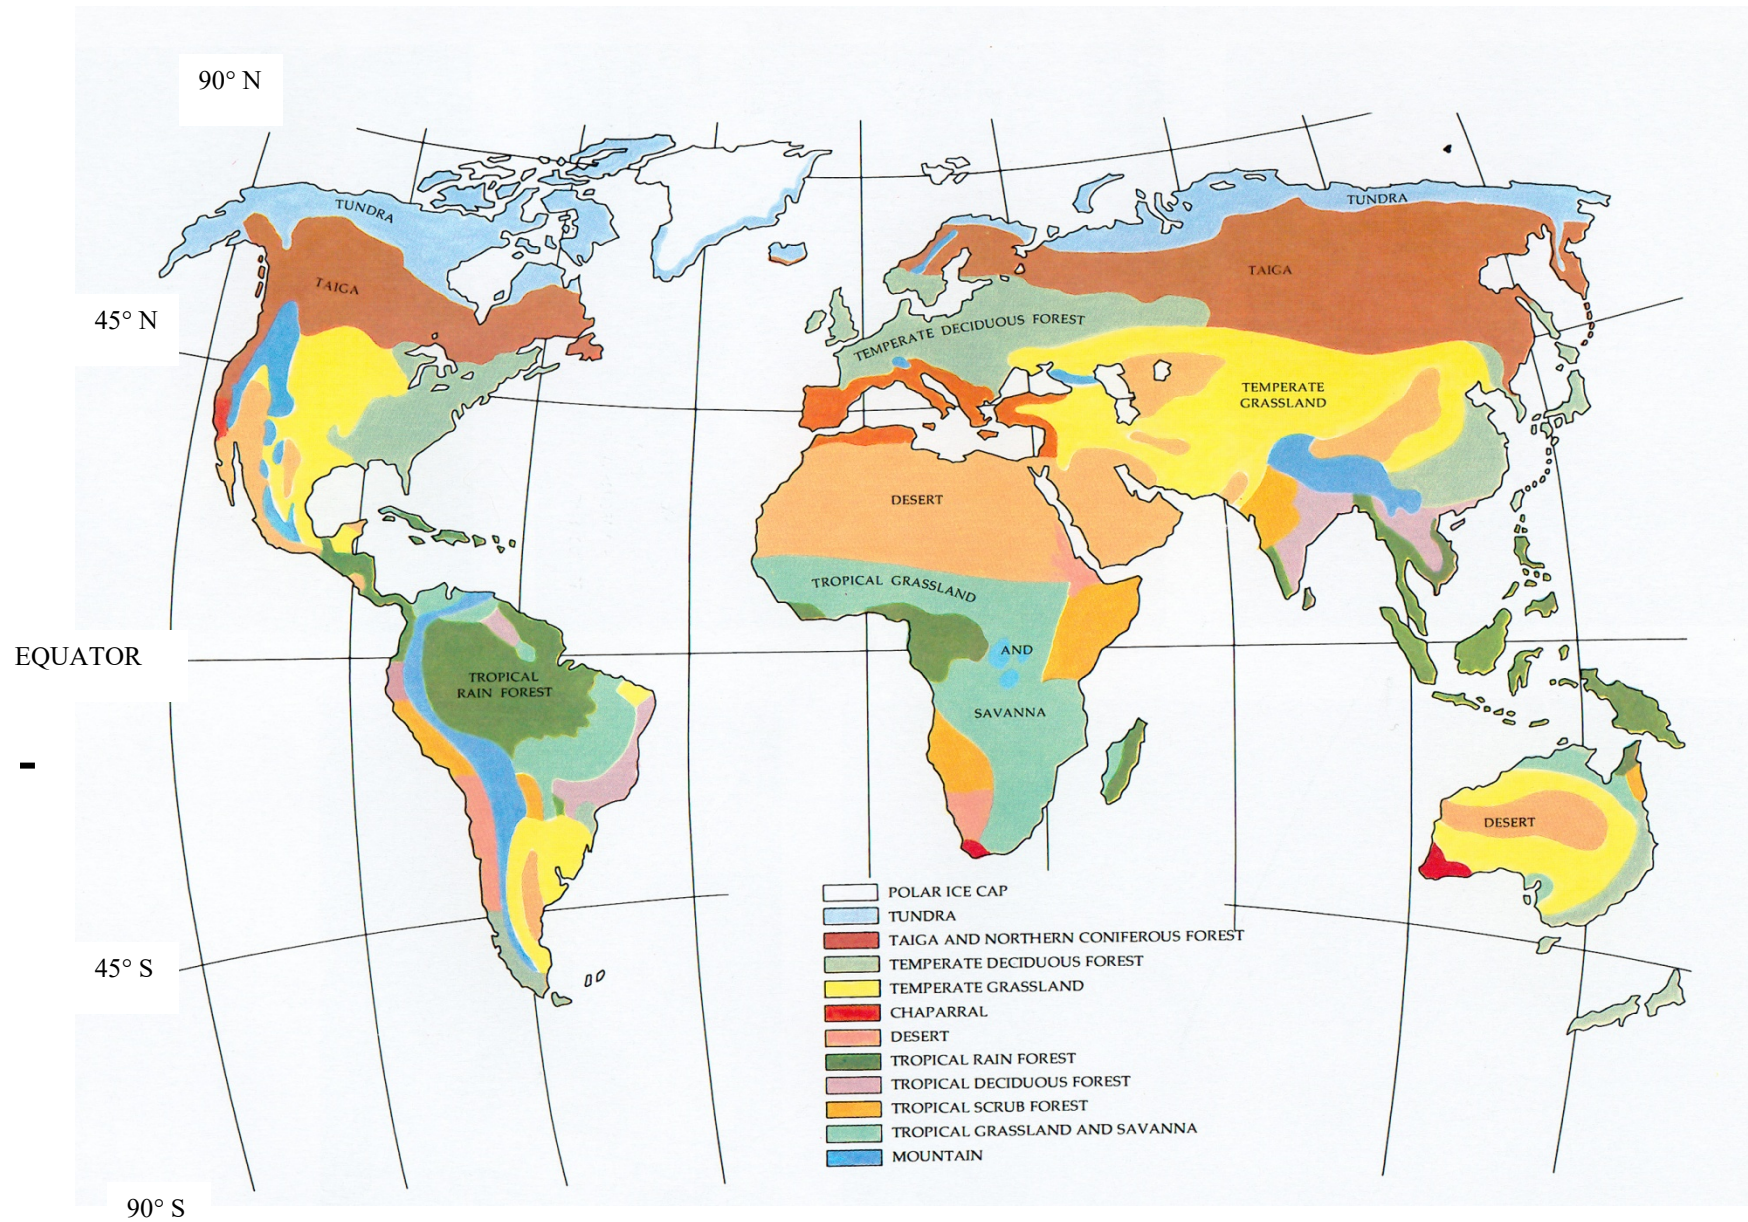 90° N
TUNDRA
TUNDRA
TAIGA
TAIGA
45° N
TEMPERATE DECIDUOUS FOREST
TEMPERATE
GRASSLAND
DESERT
TROPICAL GRASSLAND
EQUATOR
AND
TROPICAL
RAIN FOREST
SAVANNA
DESERT
POLAR ICE CAP
TUNDRA
TAIGA AND NORTHERN CONIFEROUS FOREST
TEMPERATE DECIDUOUS FOREST
45° S
TEMPERATE GRASSLAND
CHAPARRAL
DESERT
TROPICAL RAIN FOREST
TROPICAL DECIDUOUS FOREST
TROPICAL SCRUB FOREST
TROPICAL GRASSLAND AND SAVANNA
MOUNTAIN
90° S